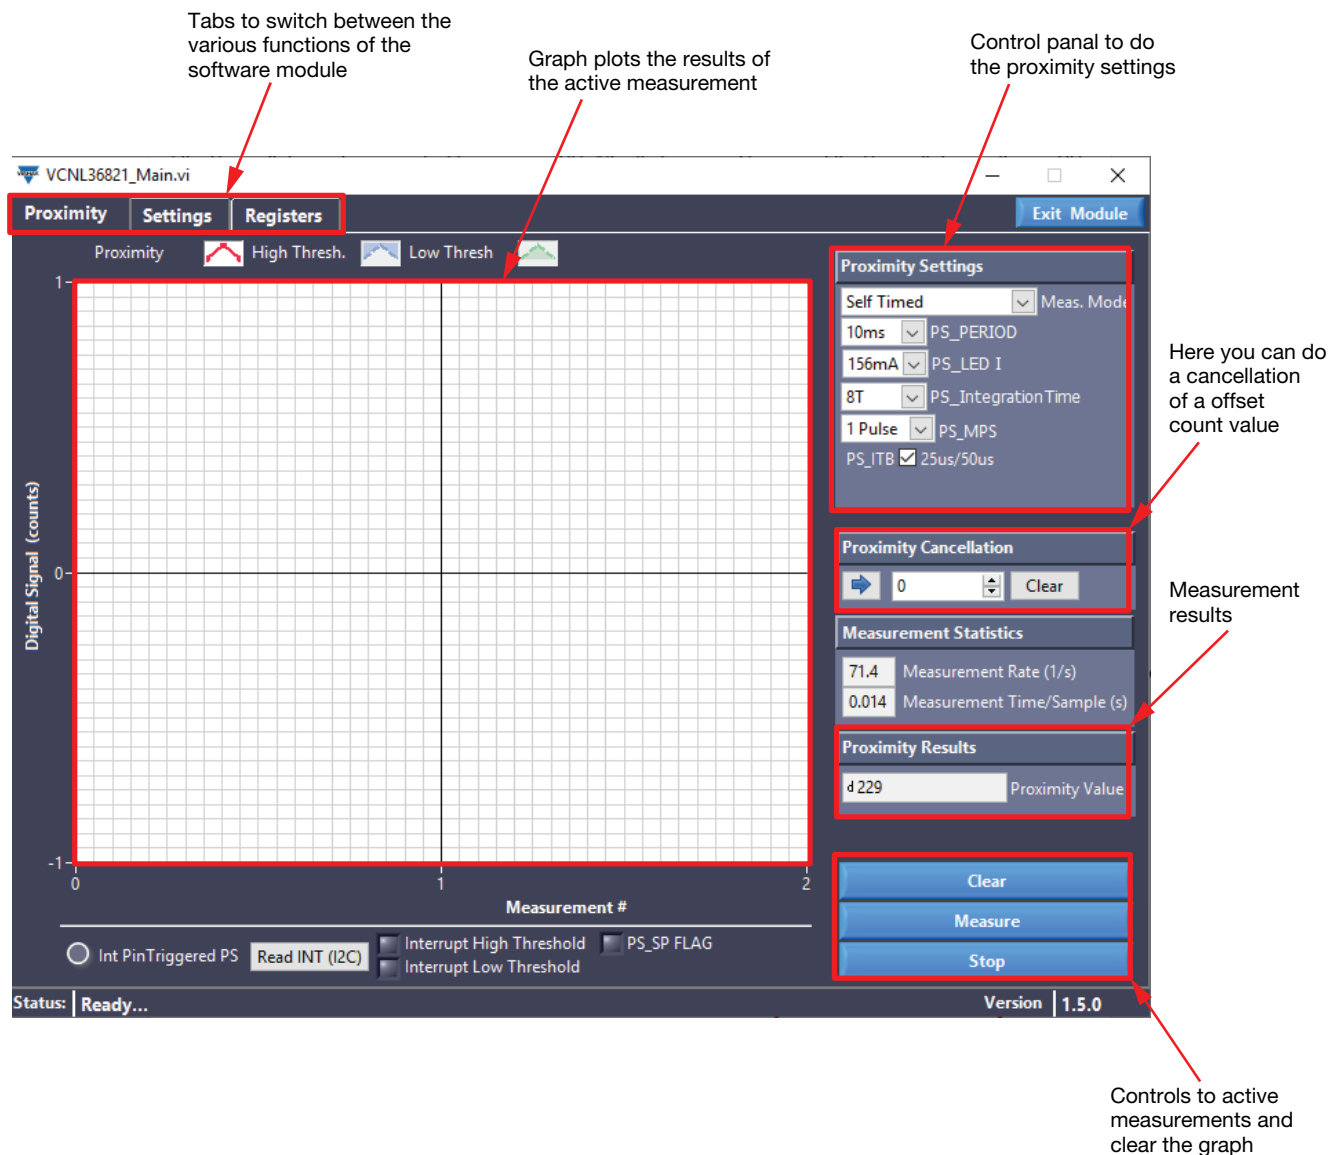 Tabs to switch between the
various functions of the
software module
Graph plots the results of
the active measurement
Control panal to do
the proximity settings
VCNL36821_Main.vi
Proximity Settings Registers
Exit Module
Proximity High Thresh. Low Thresh
Proximity Settings
Self Timed Meas. Mode
10ms PS_PERIOD
156mA PS_LED I
8T PS_IntegrationTime
1 Pulse PS_MPS
PS_ITB 25us/50us
Here you can do
a cancellation
of a offset
count value
Proximity Cancellation
0 Clear
Measurement Statistics
71.4 Measurement Rate (1/s)
0.014 Measurement Time/Sample (s)
Measurement
results
Proximity Results
d 229 Proximity Value
1
0
-1
Digital Signal (counts)
0 1 2
Measurement #
Clear
Measure
Stop
Int PinTriggered PS Read INT (I2C)
Interrupt High Threshold PS_SP FLAG
Interrupt Low Threshold
Status: Ready...
Version 1.5.0
Controls to active
measurements and
clear the graph